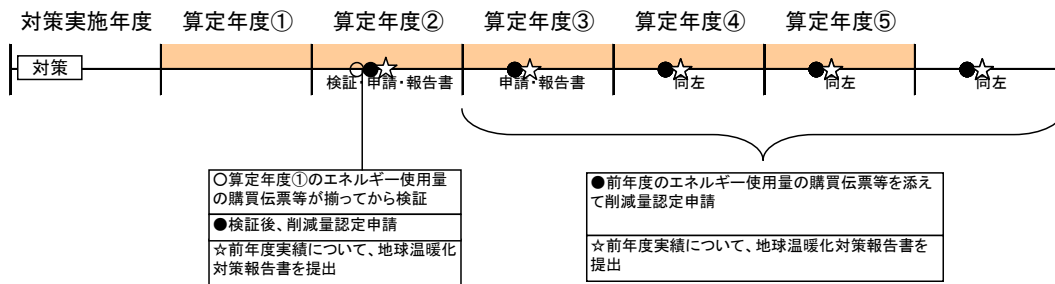 対策実施年度 算定年度① 算定年度② 算定年度③ 算定年度④ 算定年度⑤
対策
検証・申請・報告書 申請・報告書 同左 同左 同左
○算定年度①のエネルギー使用量
の購買伝票等が揃ってから検証
●検証後、削減量認定申請
☆前年度実績について、地球温暖化
対策報告書を提出
●前年度のエネルギー使用量の購買伝票等を添え
て削減量認定申請
☆前年度実績について、地球温暖化対策報告書を
提出